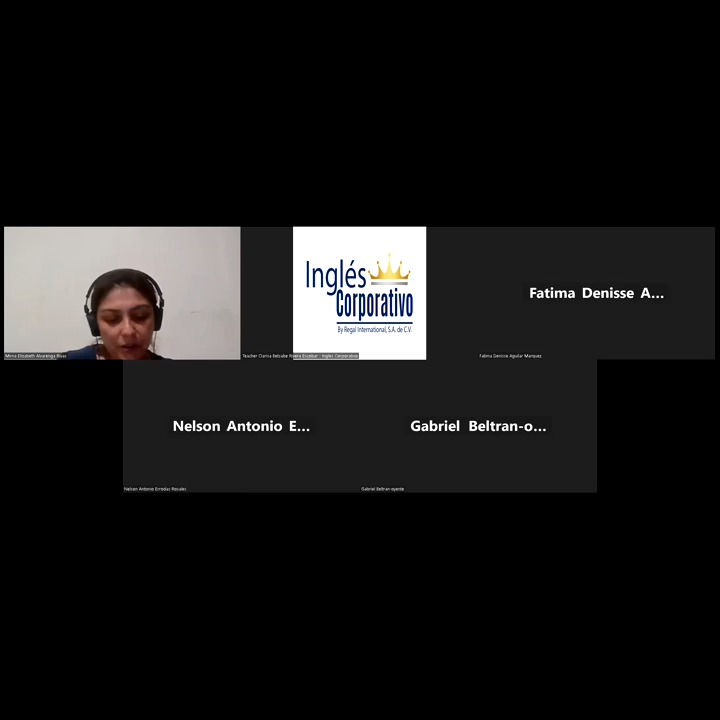 Inglés
Corporativo
By Regal International, S.A. de C.V.
Fatima Denisse A...
Mirna Elizabeth Alvarenga Rivas
Teacher Clarisa Betsabe Rivera Escobar - Inglés Corporativo
Fatima Denisse Aguilar Marquez
Nelson Antonio E...
Gabriel Beltran-o...
Nelson Antonio Errodias Rosales
Gabriel Beltran-oyente